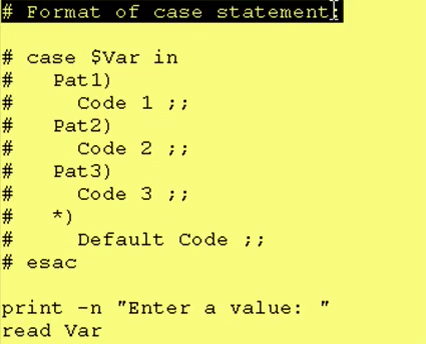 # Format of case statement:
# case $Var in
#   Pat1)
#     Code 1 ;;
#   Pat2)
#     Code 2 ;;
#   Pat3)
#     Code 3 ;;
#   *)
#     Default Code ;;
# esac
print -n "Enter a value: "
read Var